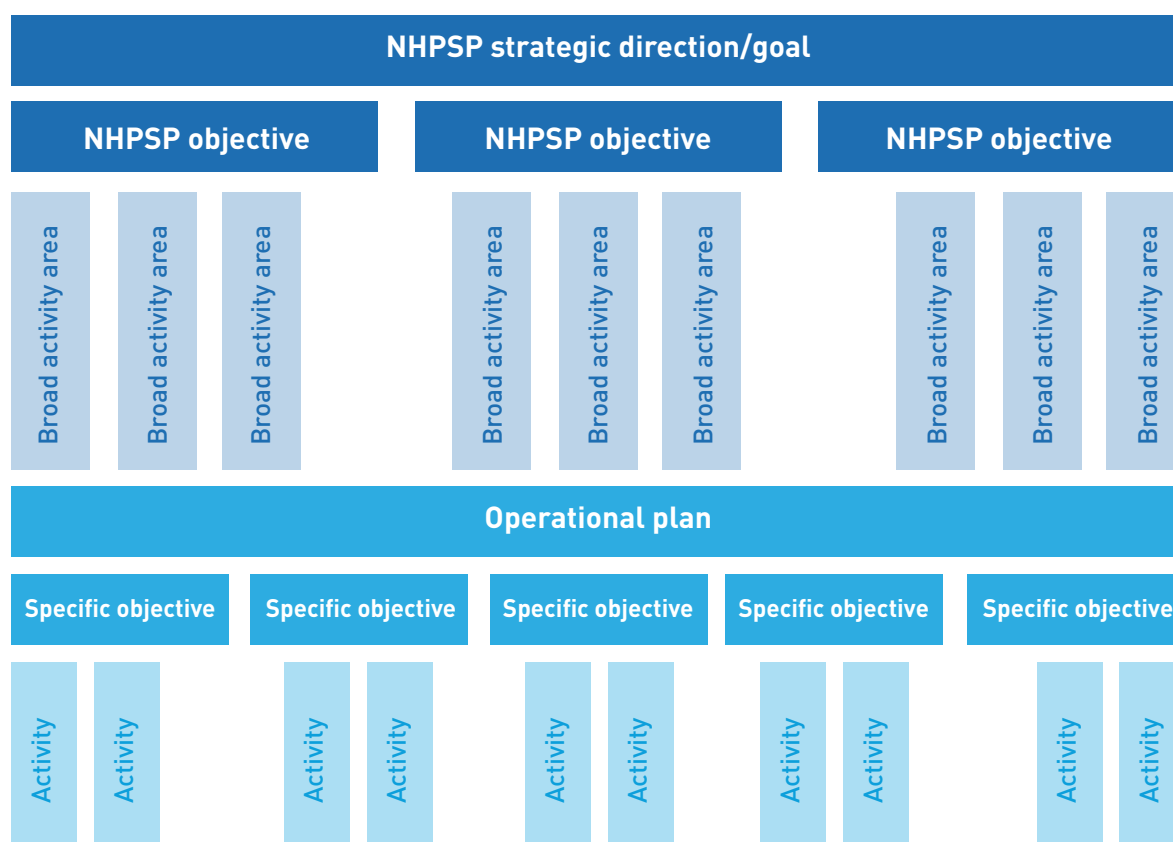 NHPSP strategic direction/goal
NHPSP objective
NHPSP objective
NHPSP objective
Broad activity area
Broad activity area
Broad activity area
Broad activity area
Broad activity area
Broad activity area
Broad activity area
Broad activity area
Broad activity area
Operational plan
Specific objective
Specific objective
Specific objective
Specific objective
Specific objective
Activity
Activity
Activity
Activity
Activity
Activity
Activity
Activity
Activity
Activity